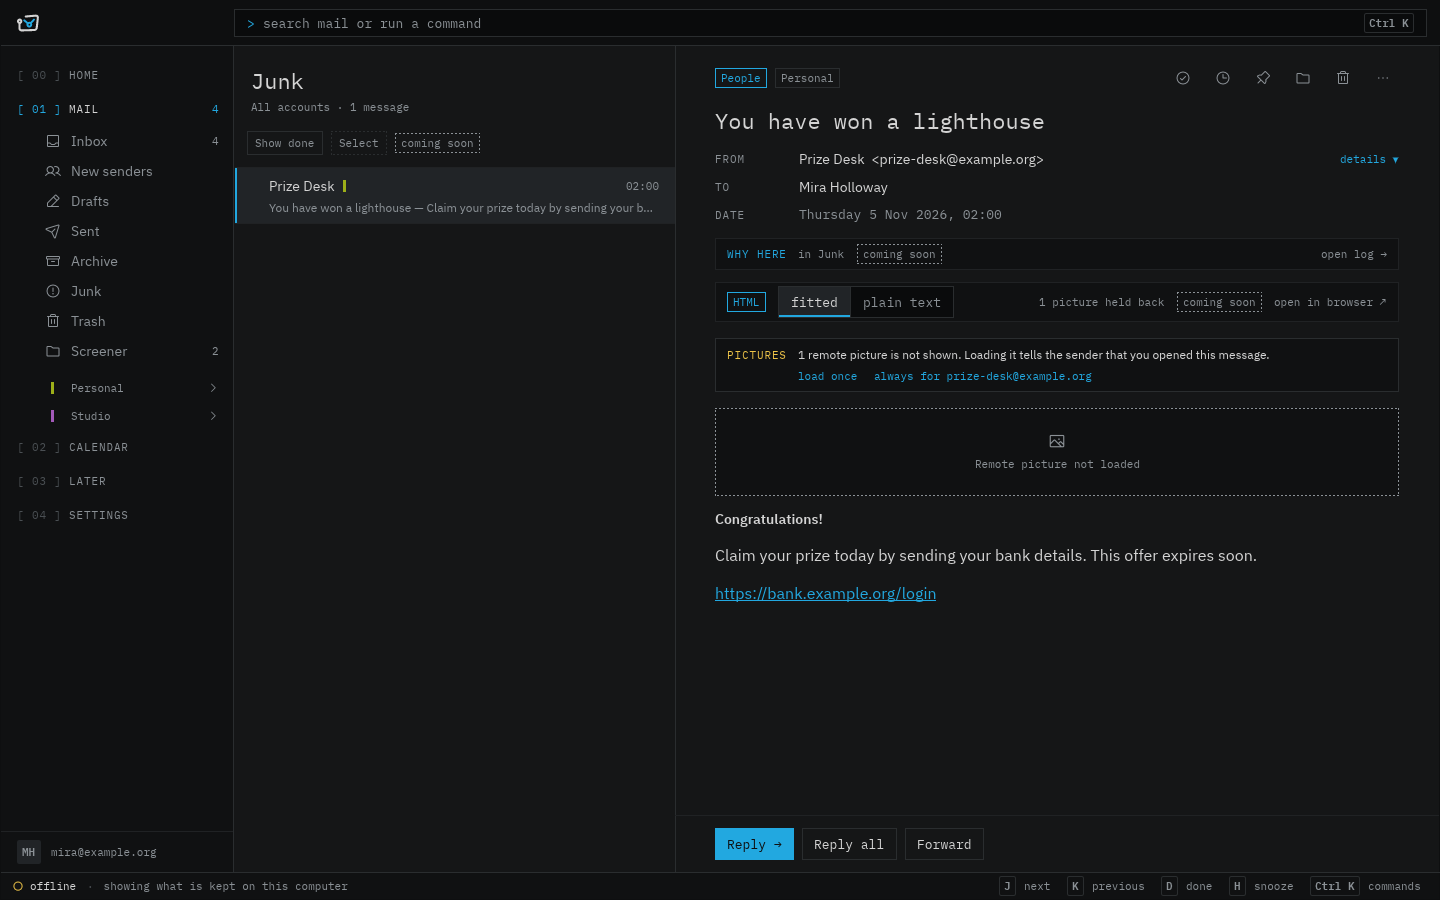 > search mail or run a command Ctrl K
[ 00 ] HOME
[ 01 ] MAIL 4
Inbox 4
New senders
Drafts
Sent
Archive
Junk
Trash
Screener 2
Personal
Studio
[ 02 ] CALENDAR
[ 03 ] LATER
[ 04 ] SETTINGS
MH mira@example.org
Junk
All accounts · 1 message
Show done Select coming soon
Prize Desk 02:00
You have won a lighthouse — Claim your prize today by sending your b...
People Personal
You have won a lighthouse
FROM Prize Desk <prize-desk@example.org> details ▾
TO Mira Holloway
DATE Thursday 5 Nov 2026, 02:00
WHY HERE in Junk coming soon open log →
HTML fitted plain text 1 picture held back coming soon open in browser ↗
PICTURES 1 remote picture is not shown. Loading it tells the sender that you opened this message.
load once always for prize-desk@example.org
Remote picture not loaded
Congratulations!
Claim your prize today by sending your bank details. This offer expires soon.
https://bank.example.org/login
Reply → Reply all Forward
offline · showing what is kept on this computer
J next K previous D done H snooze Ctrl K commands